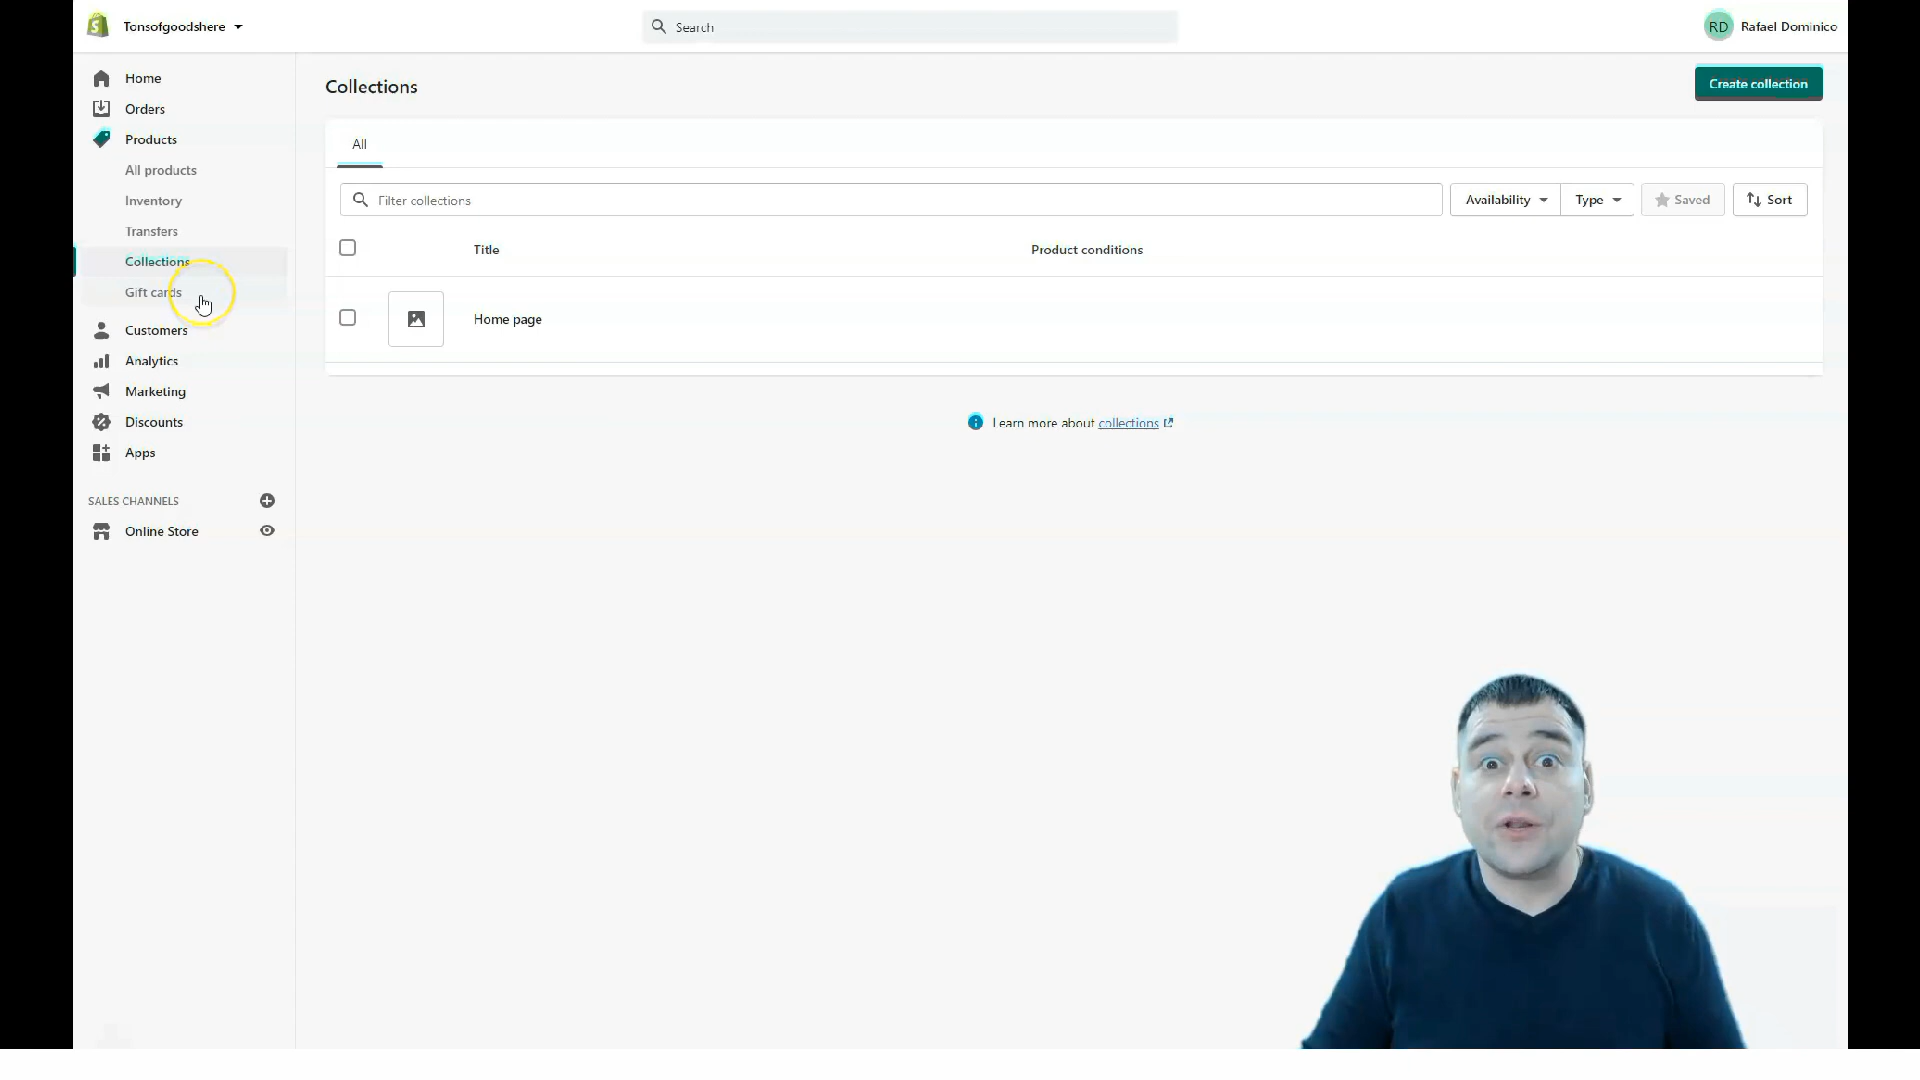 Tonsofgoodshere
Search
RD Rafael Dominico
Home
Orders
Products
All products
Inventory
Transfers
Collections
Gift cards
Customers
Analytics
Marketing
Discounts
Apps
SALES CHANNELS
Online Store
Collections
Create collection
All
Filter collections
Availability
Type
Saved
Sort
Title
Product conditions
Home page
Learn more about collections